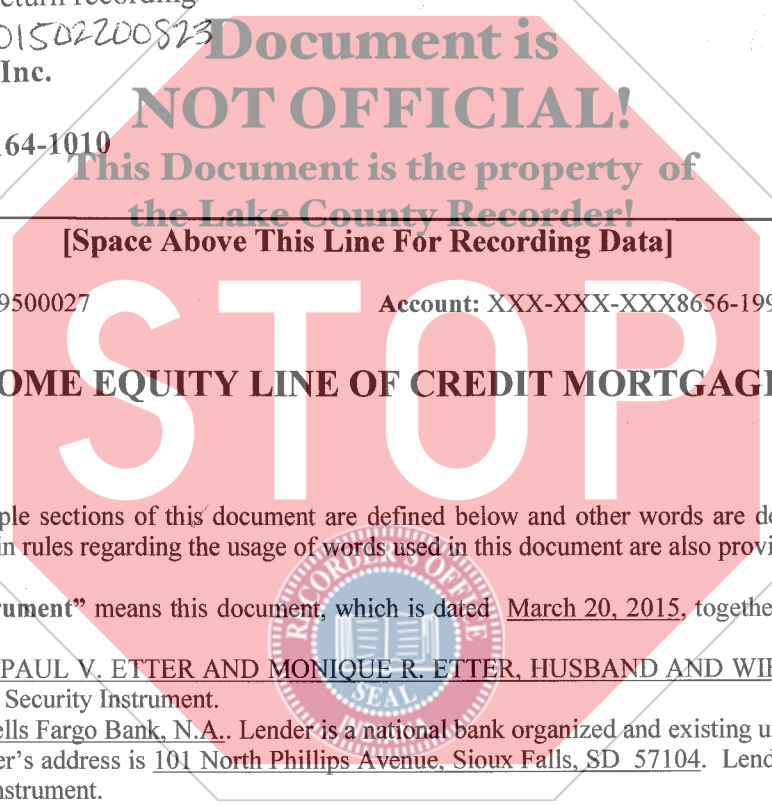 eturn recording
01502200823
Inc.
164-1010
Document is
NOT OFFICIAL!
This Document is the property of
the Lake County Recorder!
[Space Above This Line For Recording Data]
9500027 Account: XXX-XXX-XXX8656-199
OME EQUITY LINE OF CREDIT MORTGAGE
STOP
ple sections of this document are defined below and other words are de
in rules regarding the usage of words used in this document are also provi
rument” means this document, which is dated March 20, 2015, togethe
PAUL V. ETTER AND MONIQUE R. ETTER, HUSBAND AND WIF
Security Instrument.
ells Fargo Bank, N.A.. Lender is a national bank organized and existing u
er’s address is 101 North Phillips Avenue, Sioux Falls, SD 57104. Lend
nstrument.
RECORDER'S OFFICE
SEAL